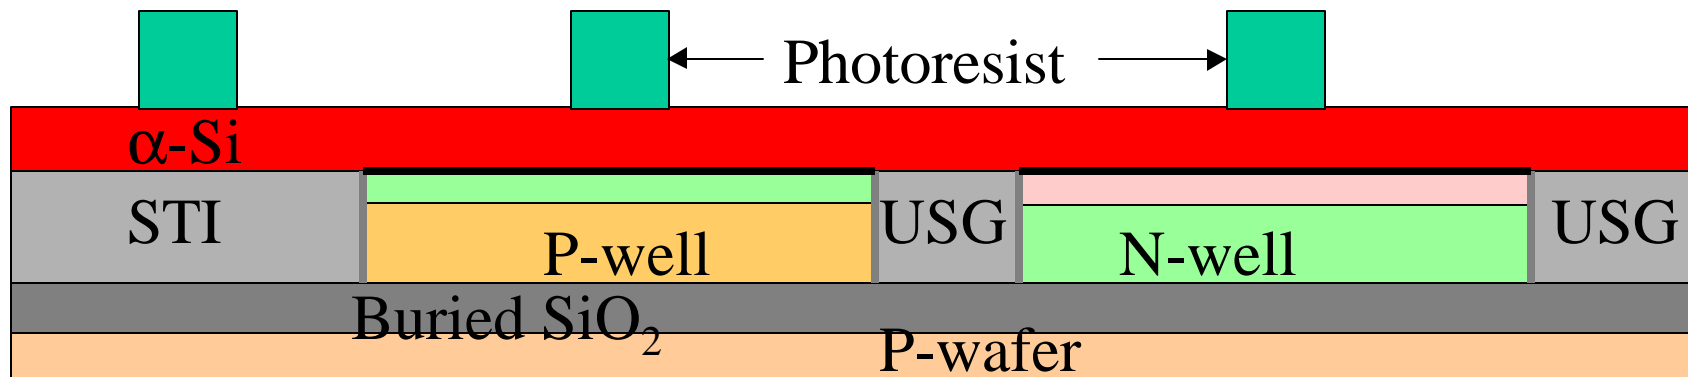 Photoresist
α-Si
STI
USG
USG
P-well
N-well
Buried SiO₂
P-wafer